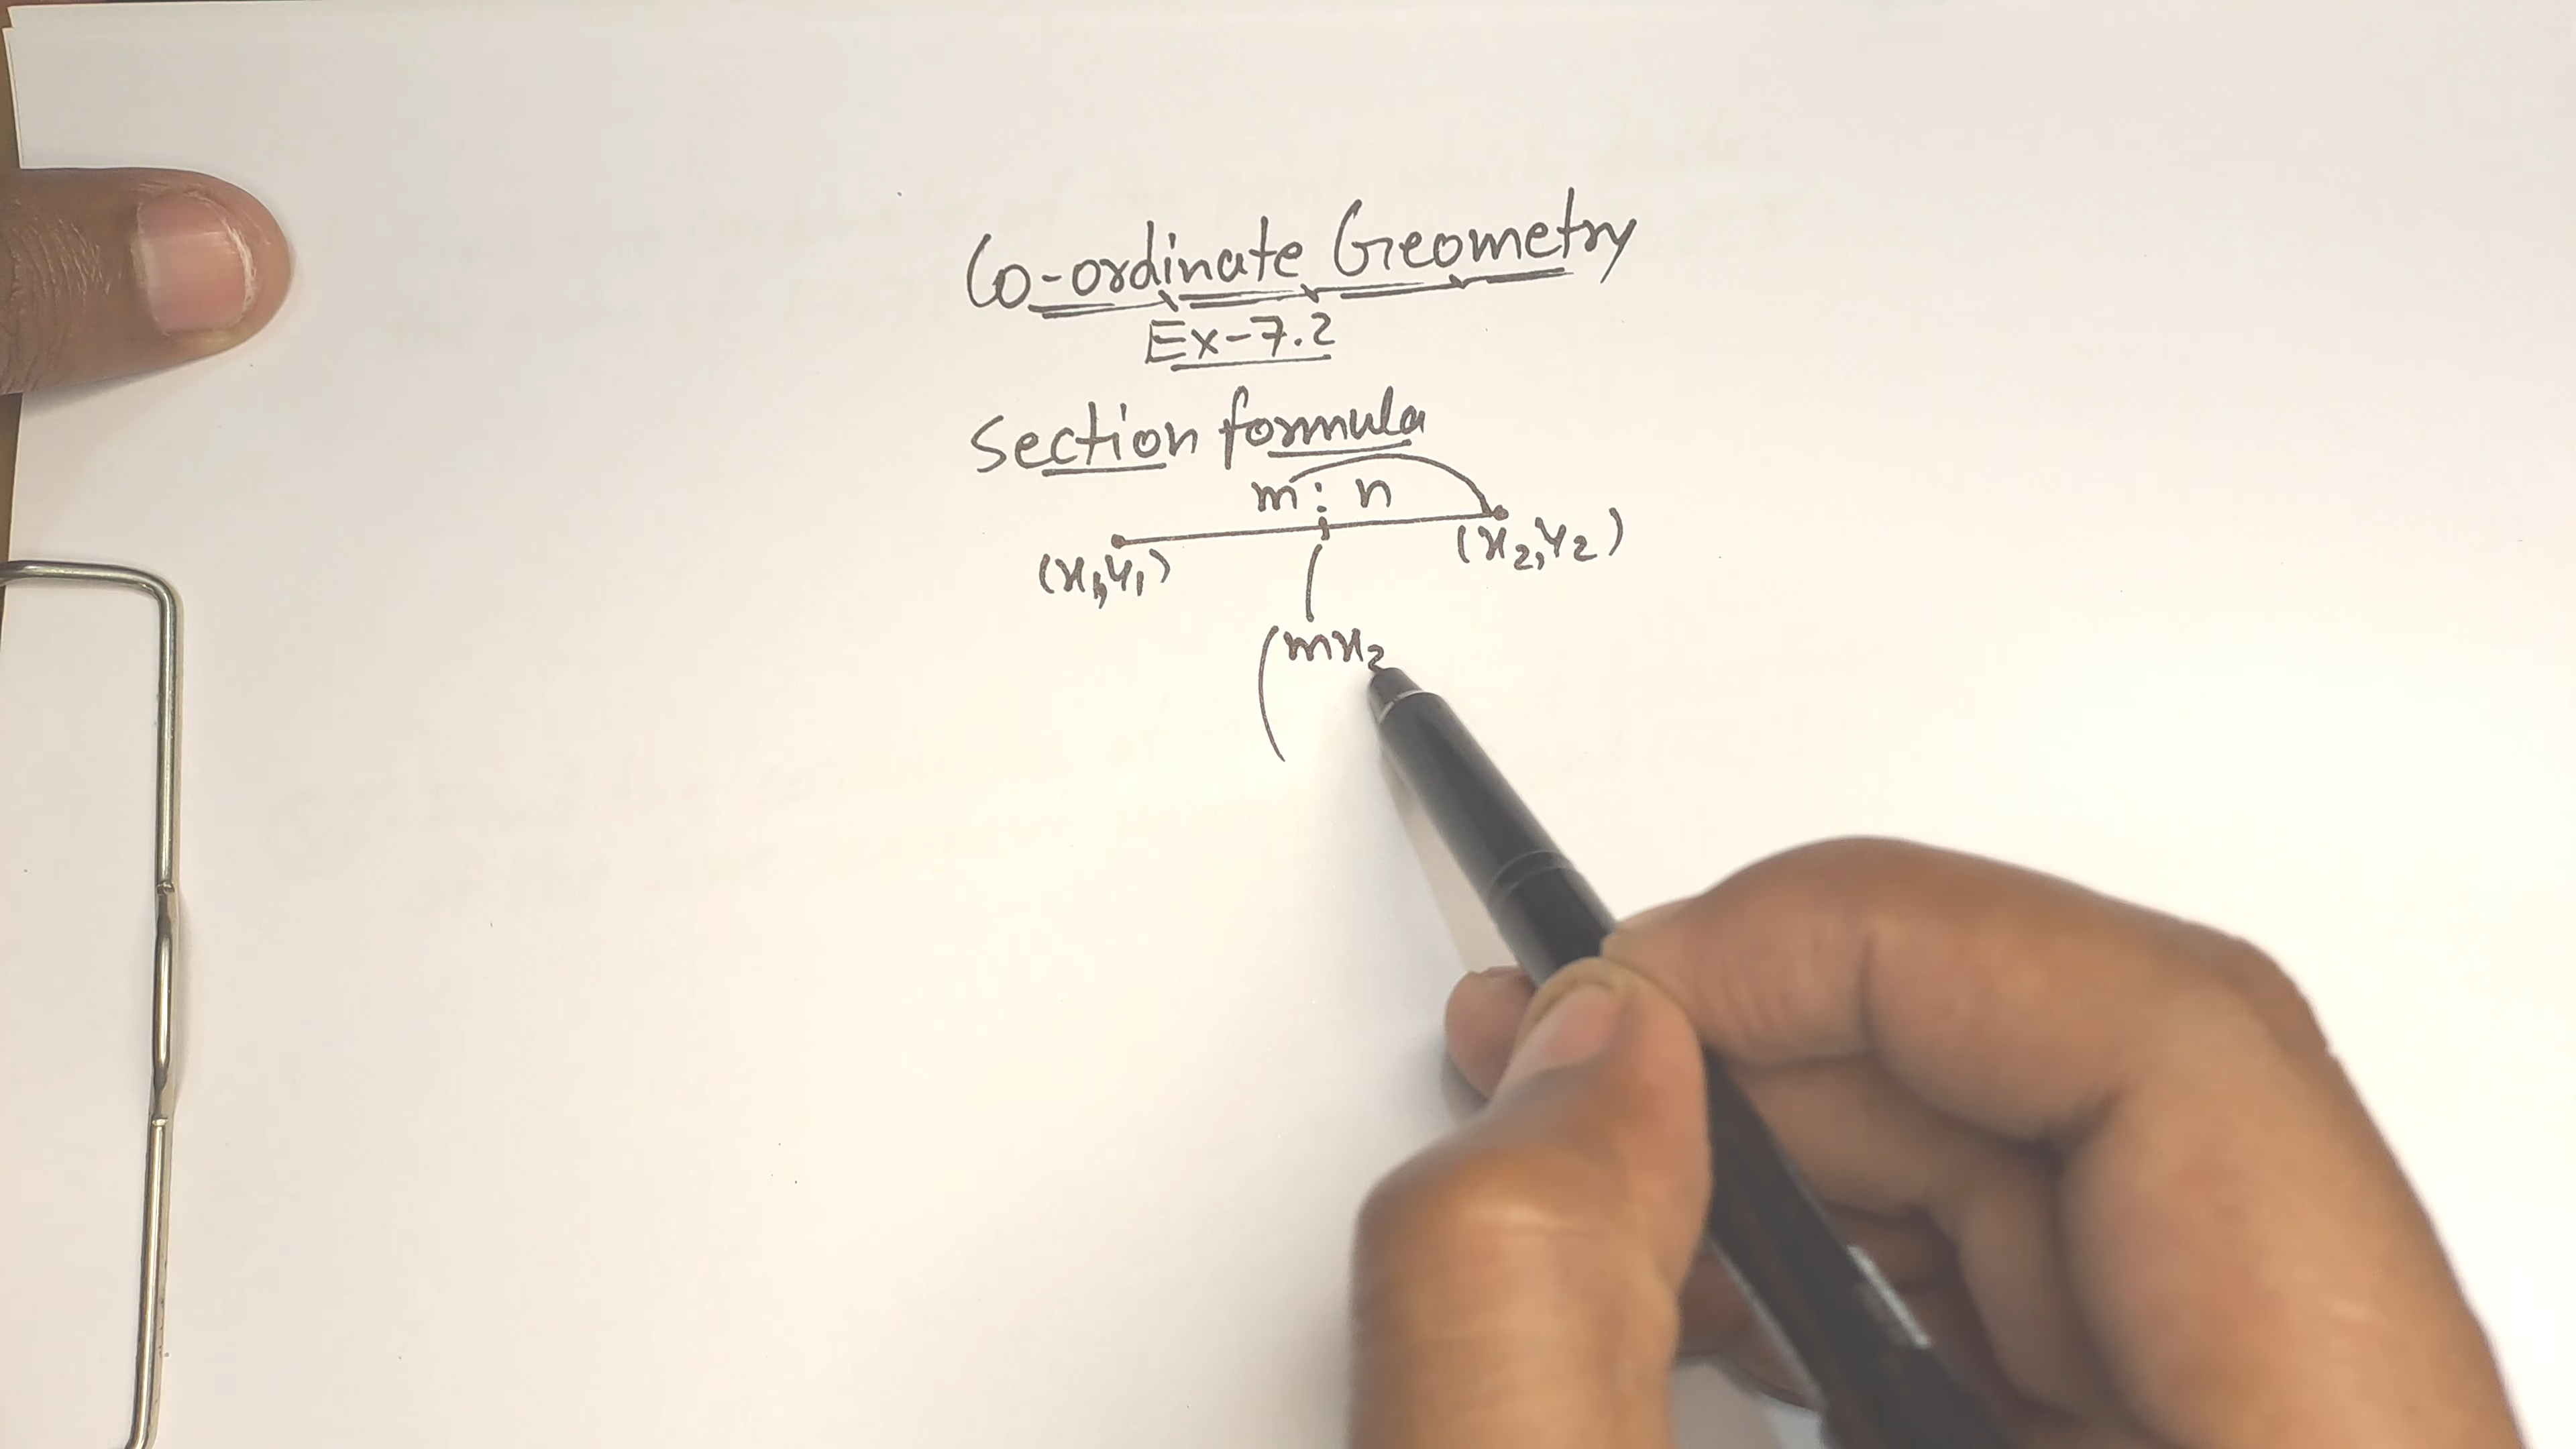 Co-ordinate Geometry
Ex-7.2
Section formula
m : n
(x₁,y₁) (x₂,y₂)
(mx₂